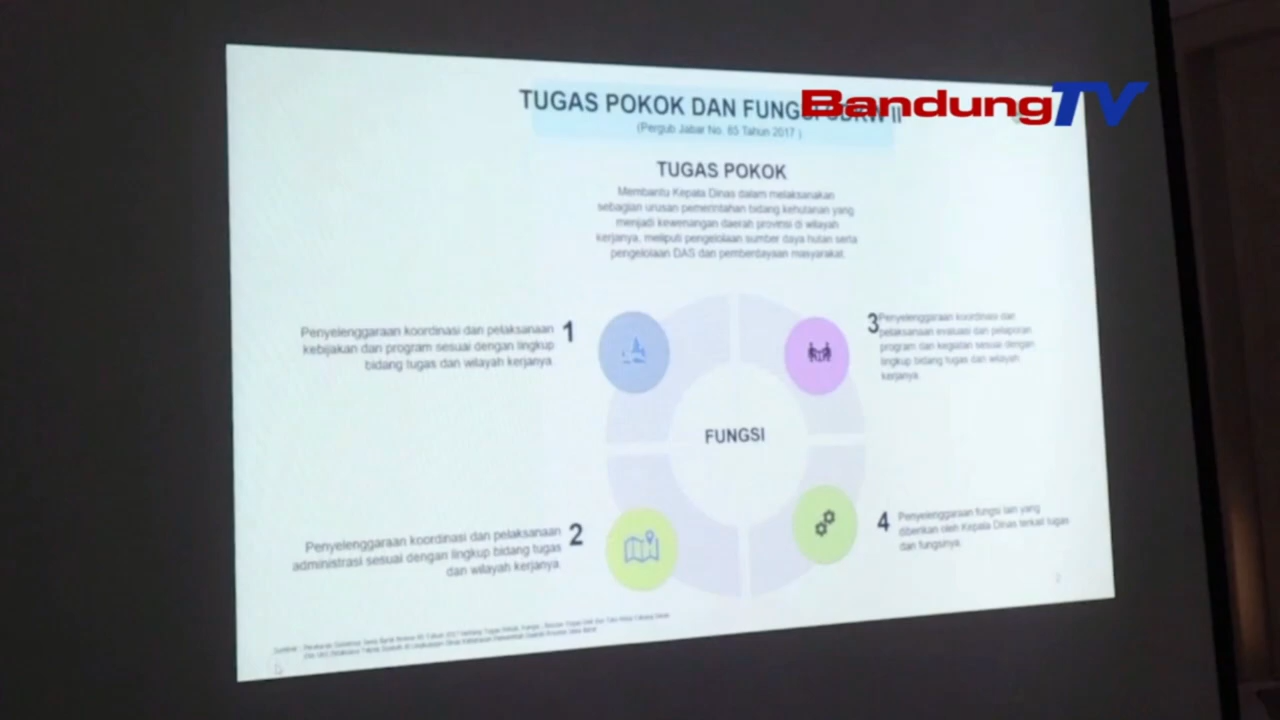 BandungTV
TUGAS POKOK DAN FUNGSI CDKW II
(Pergub Jabar No. 85 Tahun 2017 )
TUGAS POKOK
Membantu Kepala Dinas dalam melaksanakan
sebagian urusan pemerintahan bidang kehutanan yang
menjadi kewenangan daerah provinsi di wilayah
kerjanya, meliputi pengelolaan sumber daya hutan serta
pengelolaan DAS dan pemberdayaan masyarakat.
1
Penyelenggaraan koordinasi dan pelaksanaan
kebijakan dan program sesuai dengan lingkup
bidang tugas dan wilayah kerjanya.
3
Penyelenggaraan koordinasi dan
pelaksanaan evaluasi dan pelaporan
program dan kegiatan sesuai dengan
lingkup bidang tugas dan wilayah
kerjanya.
FUNGSI
2
Penyelenggaraan koordinasi dan pelaksanaan
administrasi sesuai dengan lingkup bidang tugas
dan wilayah kerjanya.
4
Penyelenggaraan fungsi lain yang
diberikan oleh Kepala Dinas terkait tugas
dan fungsinya.
2